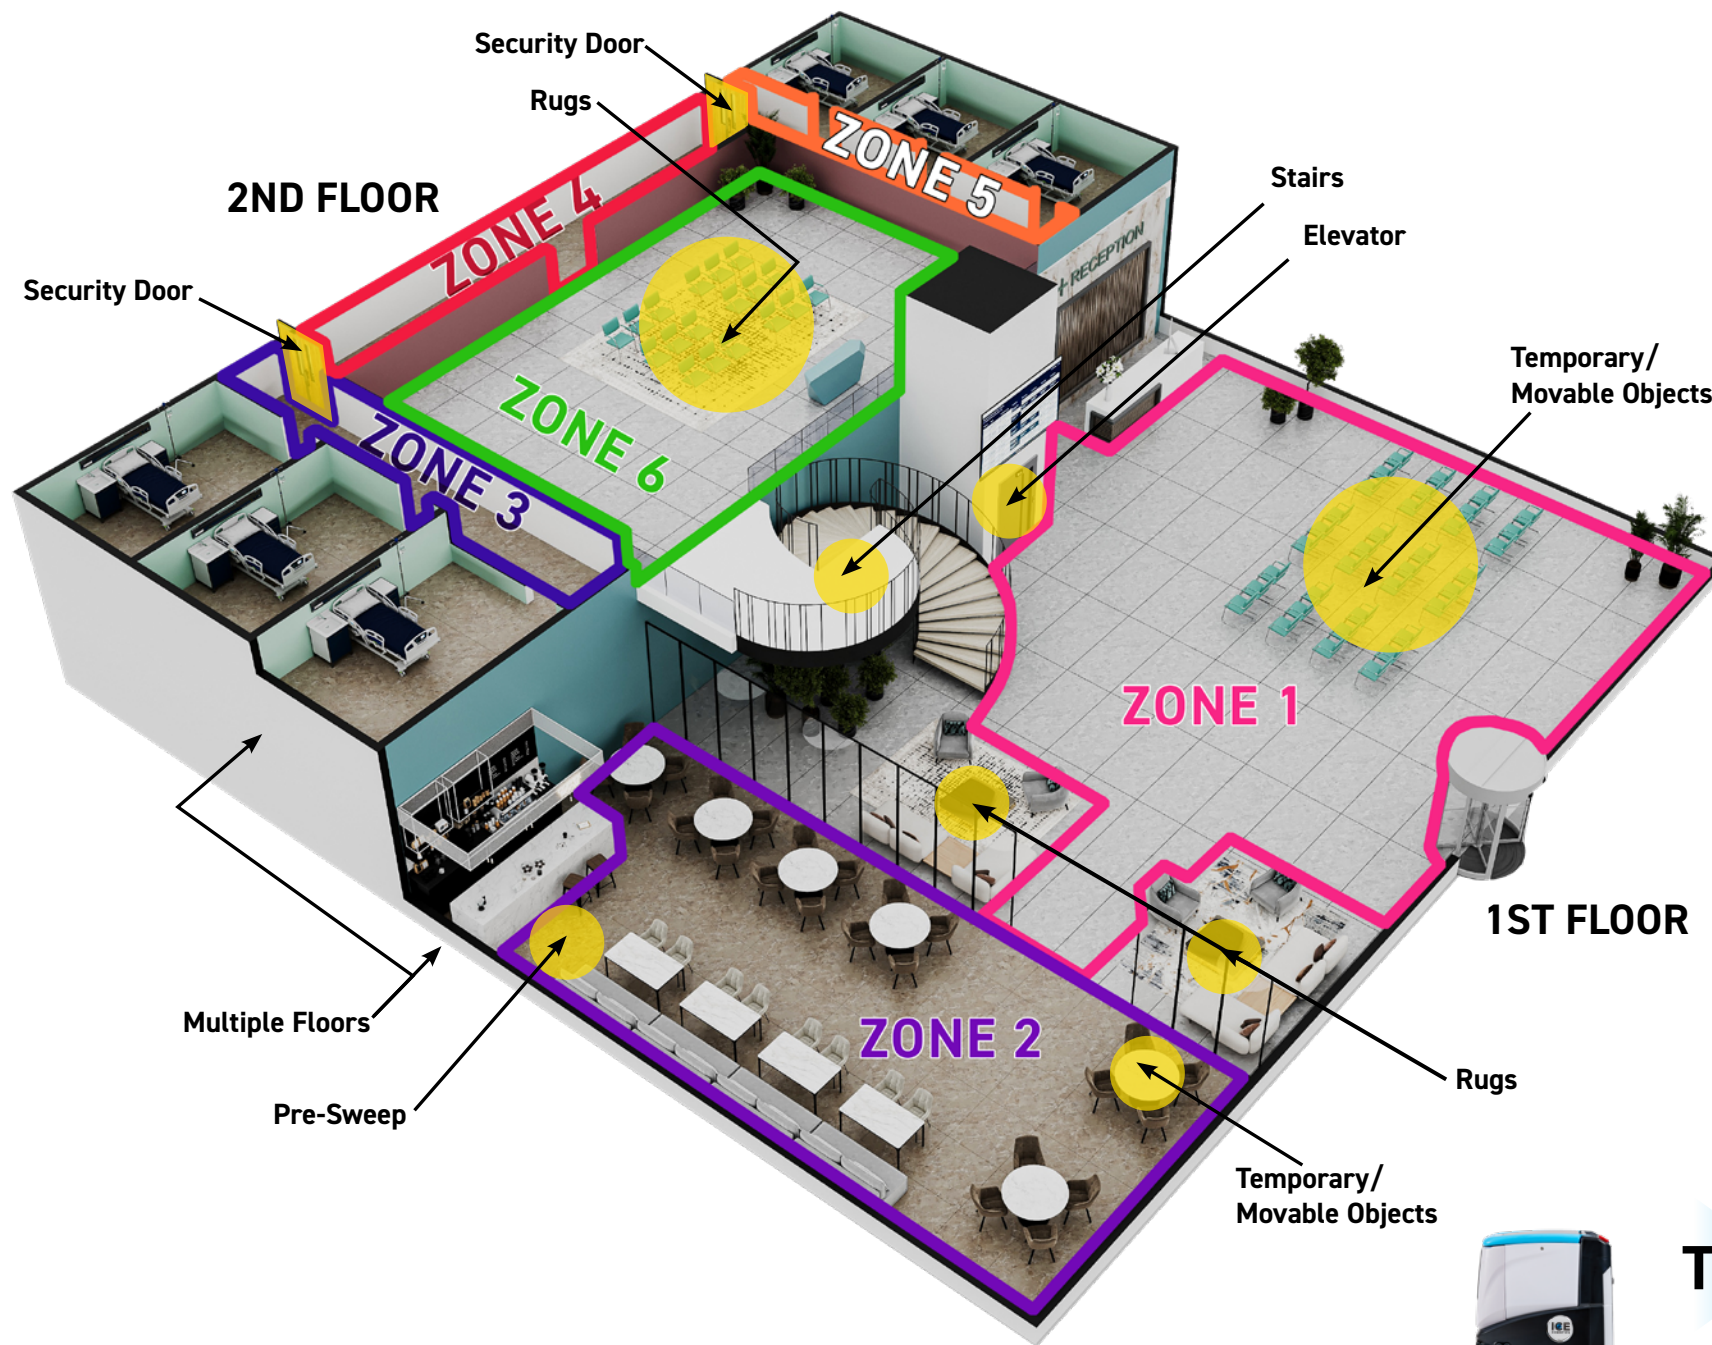 Security Door
Rugs
ZONE 5
Stairs
2ND FLOOR
ZONE 4
Elevator
+ RECEPTION
Security Door
Temporary/
Movable Objects
ZONE 6
ZONE 3
ZONE 1
1ST FLOOR
Multiple Floors
ZONE 2
Rugs
Pre-Sweep
Temporary/
Movable Objects
T
ICE